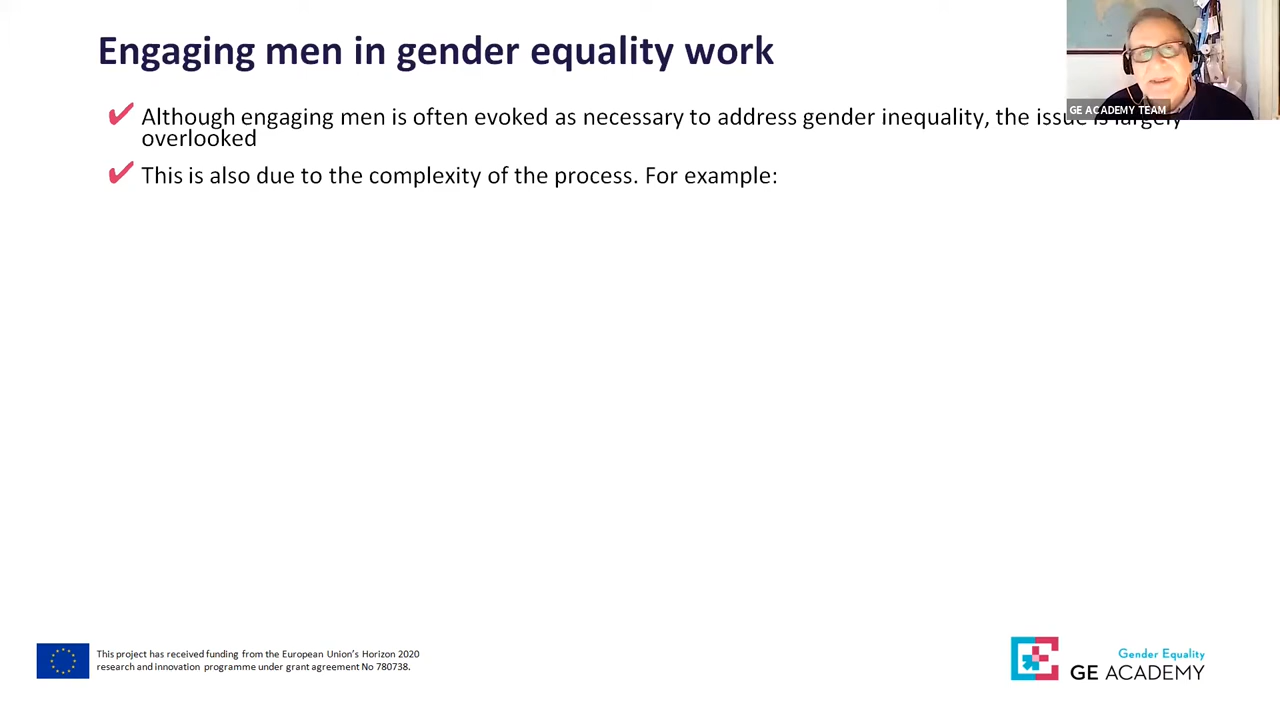 Engaging men in gender equality work
GE ACADEMY TEAM
✔ Although engaging men is often evoked as necessary to address gender inequality, the issue is largely
overlooked
✔ This is also due to the complexity of the process. For example:
This project has received funding from the European Union's Horizon 2020
research and innovation programme under grant agreement No 780738.
Gender Equality
GE ACADEMY